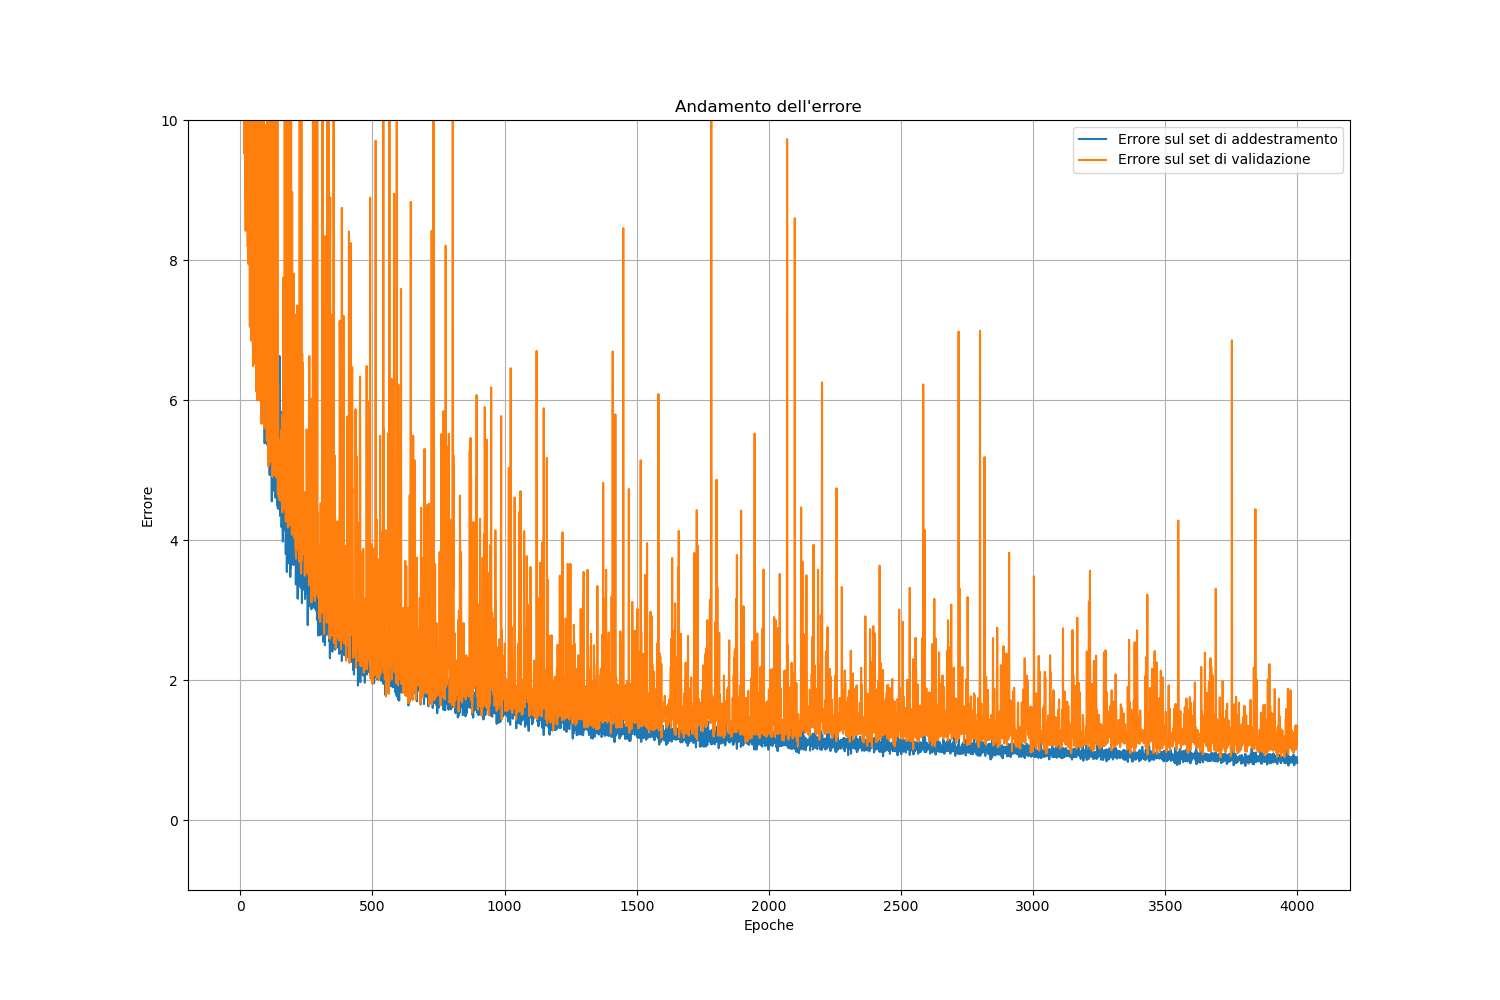 Andamento dell'errore
10
8
6
4
2
0
Errore
Errore sul set di addestramento
Errore sul set di validazione
0 500 1000 1500 2000 2500 3000 3500 4000
Epoche